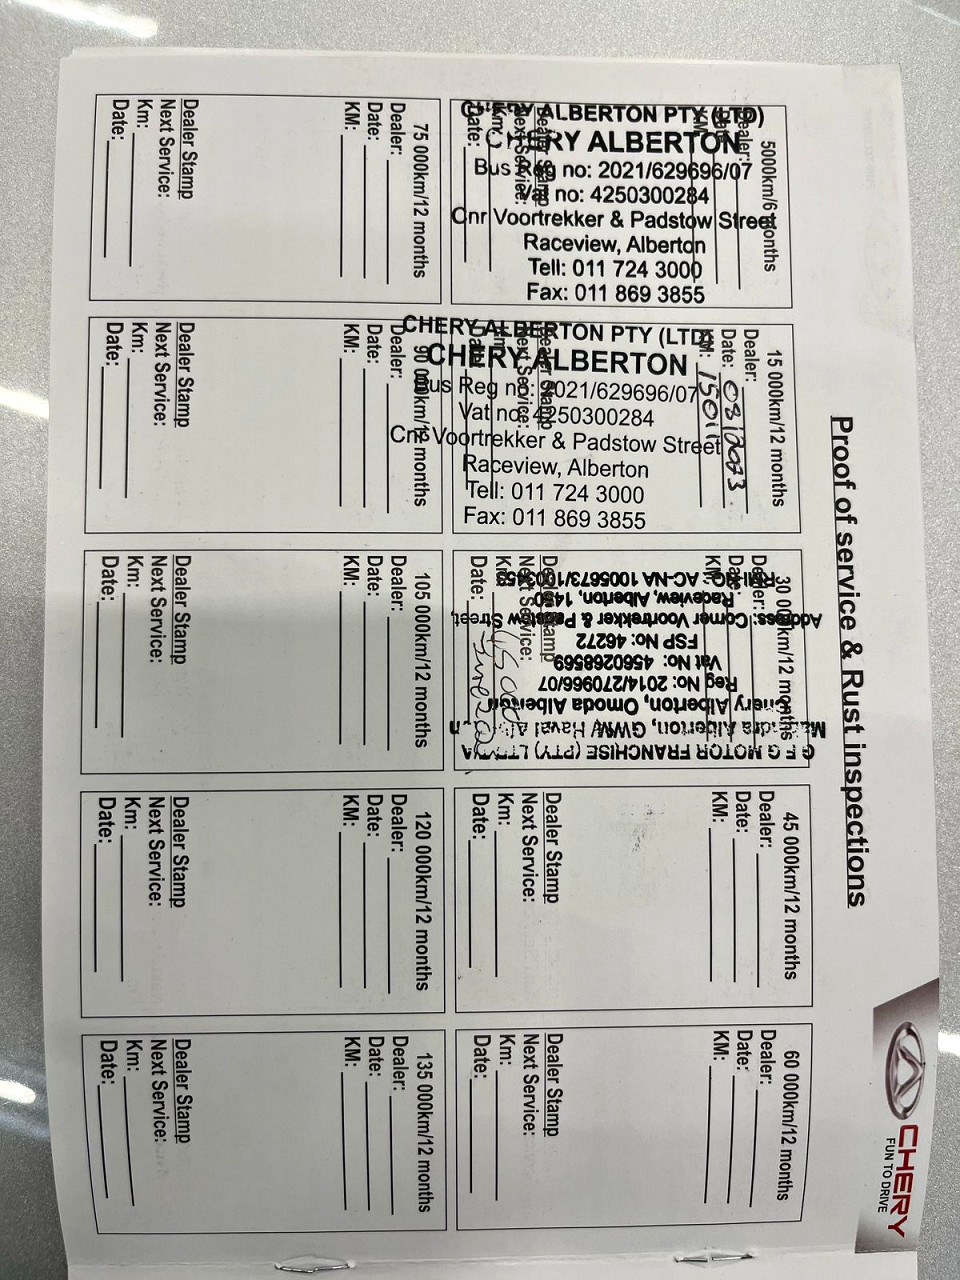 Proof of service & Rust inspections
CHERY
FUN TO DRIVE
5000km/6 months
Dealer:
KM:
Dealer Stamp
Next Service:
Km:
Date:
CHERY ALBERTON PTY (LTD)
CHERY ALBERTON
Bus Reg no: 2021/629696/07
Vat no: 4250300284
Cnr Voortrekker & Padstow Street
Raceview, Alberton
Tell: 011 724 3000
Fax: 011 869 3855
15 000km/12 months
Dealer:
Date:
KM:
Dealer Stamp
Next Service:
Km:
Date:
CHERY ALBERTON PTY (LTD)
CHERY ALBERTON
Bus Reg no: 2021/629696/07
Vat no: 4250300284
Cnr Voortrekker & Padstow Street
Raceview, Alberton
Tell: 011 724 3000
Fax: 011 869 3855
30 000km/12 months
Dealer:
Date:
KM:
Dealer Stamp
Next Service:
Km: 15 000
Date:
MOTOR FRANCHISE (PTY) LTD
Alberton, GWM/ Haval
Chery Alberton, Omoda Alberton
Reg No: 2014/270966/07
Vat No: 4560268569
FSP No: 46272
Address: Corner Voortrekker & Padstow Street,
Raceview, Alberton, 1450
45 000km/12 months
Dealer:
Date:
KM:
Dealer Stamp
Next Service:
Km:
Date:
60 000km/12 months
Dealer:
Date:
KM:
Dealer Stamp
Next Service:
Km:
Date:
75 000km/12 months
Dealer:
Date:
KM:
Dealer Stamp
Next Service:
Km:
Date:
90 000km/12 months
Dealer:
Date:
KM:
Dealer Stamp
Next Service:
Km:
Date:
105 000km/12 months
Dealer:
Date:
KM:
Dealer Stamp
Next Service:
Km:
Date:
120 000km/12 months
Dealer:
Date:
KM:
Dealer Stamp
Next Service:
Km:
Date:
135 000km/12 months
Dealer:
Date:
KM:
Dealer Stamp
Next Service:
Km:
Date: